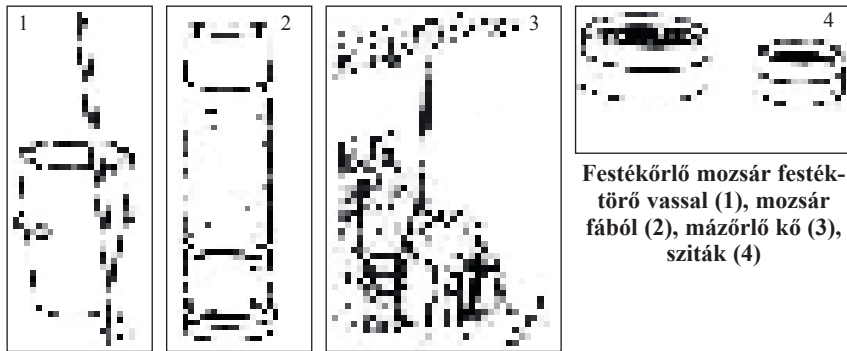 1
2
3
4
Festékőrlő mozsár festék-
törő vassal (1), mozsár
fából (2), mázőrlő kő (3),
sziták (4)